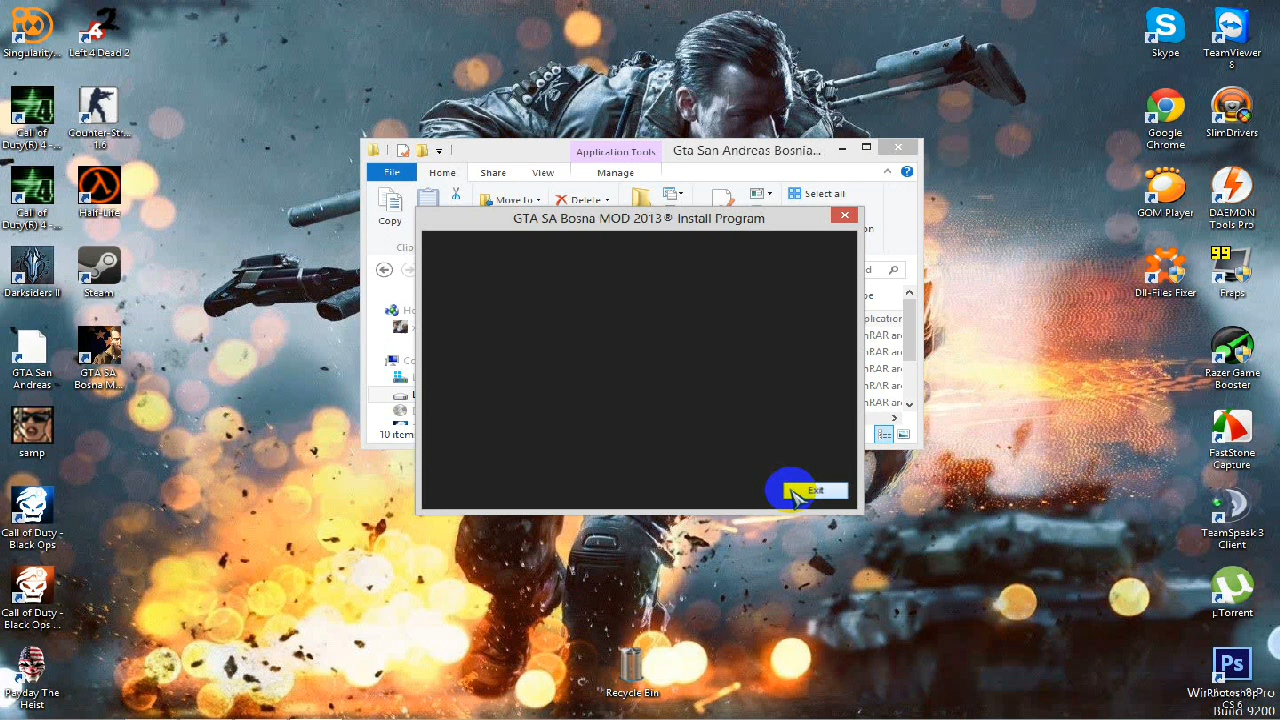 Singularity...
Left 4 Dead 2
Call of
Duty(R) 4 -...
Counter-Str...
1.6
Call of
Duty(R) 4 -...
Half-Life
Darksiders II
Steam
GTA San
Andreas
GTA SA
Bosna M...
samp
Call of Duty -
Black Ops
Call of Duty -
Black Ops ...
Payday The
Heist
Application Tools
Gta San Andreas Bosnia...
File
Home
Share
View
Manage
Copy
Move to
Delete
Select all
GTA SA Bosna MOD 2013® Install Program
10 items
Exit
Recycle Bin
Skype
TeamViewer
8
Google
Chrome
SlimDrivers
GOM Player
DAEMON
Tools Pro
Dll-Files Fixer
99
Fraps
Razer Game
Booster
FastStone
Capture
TeamSpeak 3
Client
µTorrent
Ps
Photoshop
CS 6
Build 9200